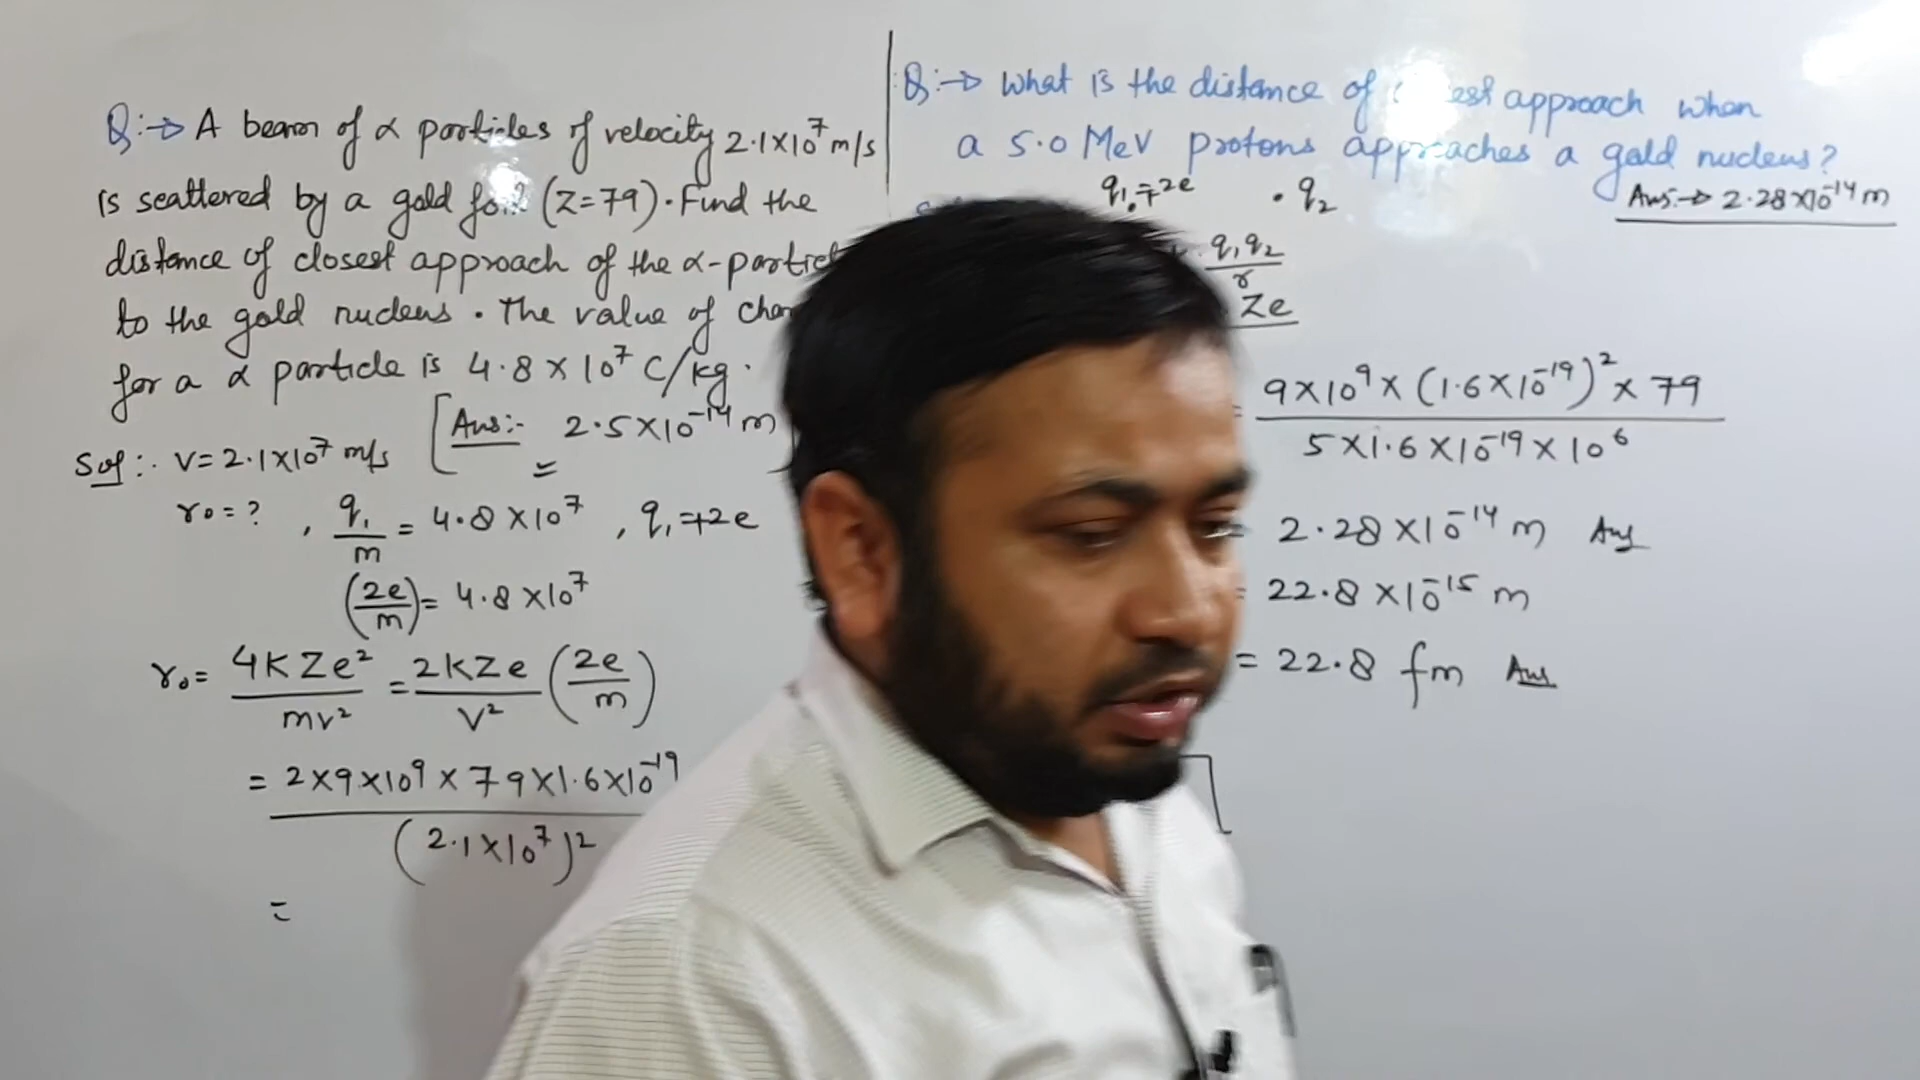 Q:→ A beam of α particles of velocity 2.1×10⁷ m/s
is scattered by a gold (Z=79). Find the
distance of closest approach of the α-
to the gold nucleus. The value of
for a α particle is 4.8 × 10⁷ C/kg.
[Ans:- 2.5×10⁻¹⁴ m
Sol:. v=2.1×10⁷ m/s
r₀=? , q₁/m = 4.8×10⁷ , q₁=+2e
(2e/m) = 4.8×10⁷
r₀= 4KZe²/mv² = 2KZe/v² (2e/m)
= 2×9×10⁹×79×1.6×10⁻¹⁹
(2.1×10⁷)²
=
Q:→ What is the distance of approach when
a 5.0 MeV protons approaches a gold nucleus?
Ans:→ 2.28×10⁻¹⁴ m
q₁=+2e . q₂
q₁q₂/r
Ze
= 9×10⁹×(1.6×10⁻¹⁹)²×79
5×1.6×10⁻¹⁹×10⁶
= 2.28×10⁻¹⁴ m Ans
= 22.8×10⁻¹⁵ m
= 22.8 fm Ans